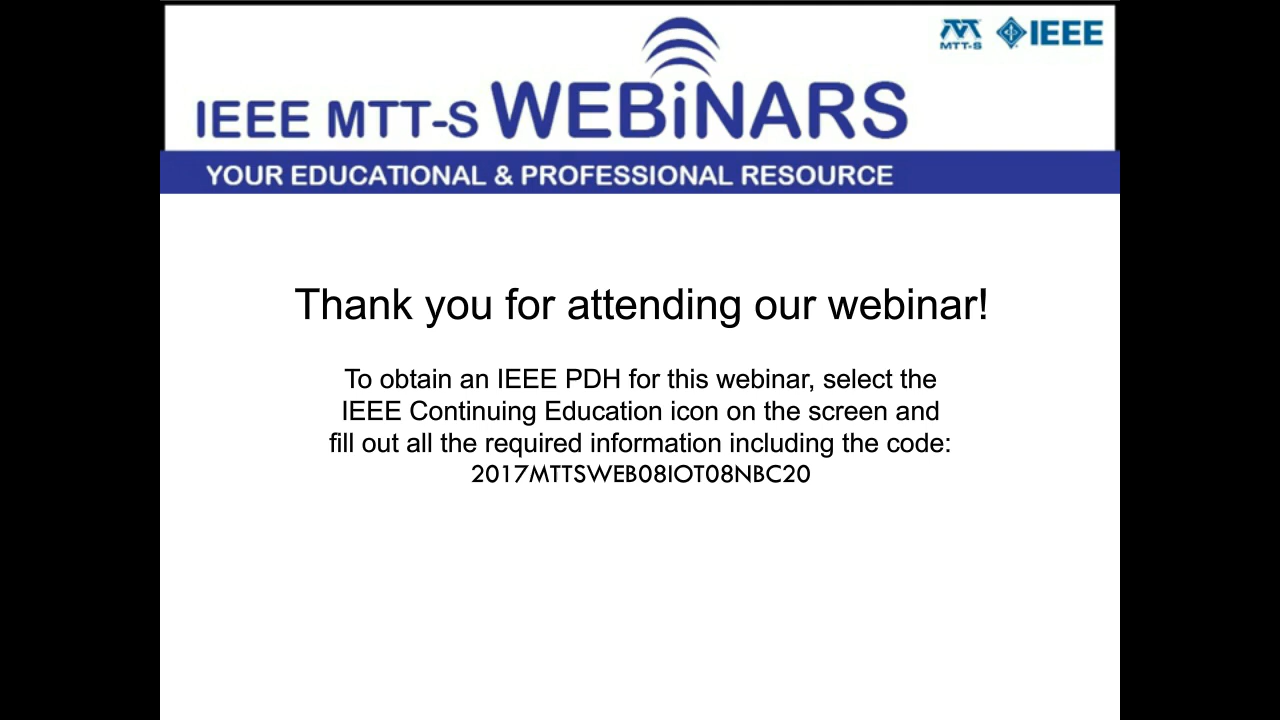 MTT-S IEEE
IEEE MTT-S WEBiNARS
YOUR EDUCATIONAL & PROFESSIONAL RESOURCE
Thank you for attending our webinar!
To obtain an IEEE PDH for this webinar, select the
IEEE Continuing Education icon on the screen and
fill out all the required information including the code:
2017MTTSWEB08IOT08NBC20